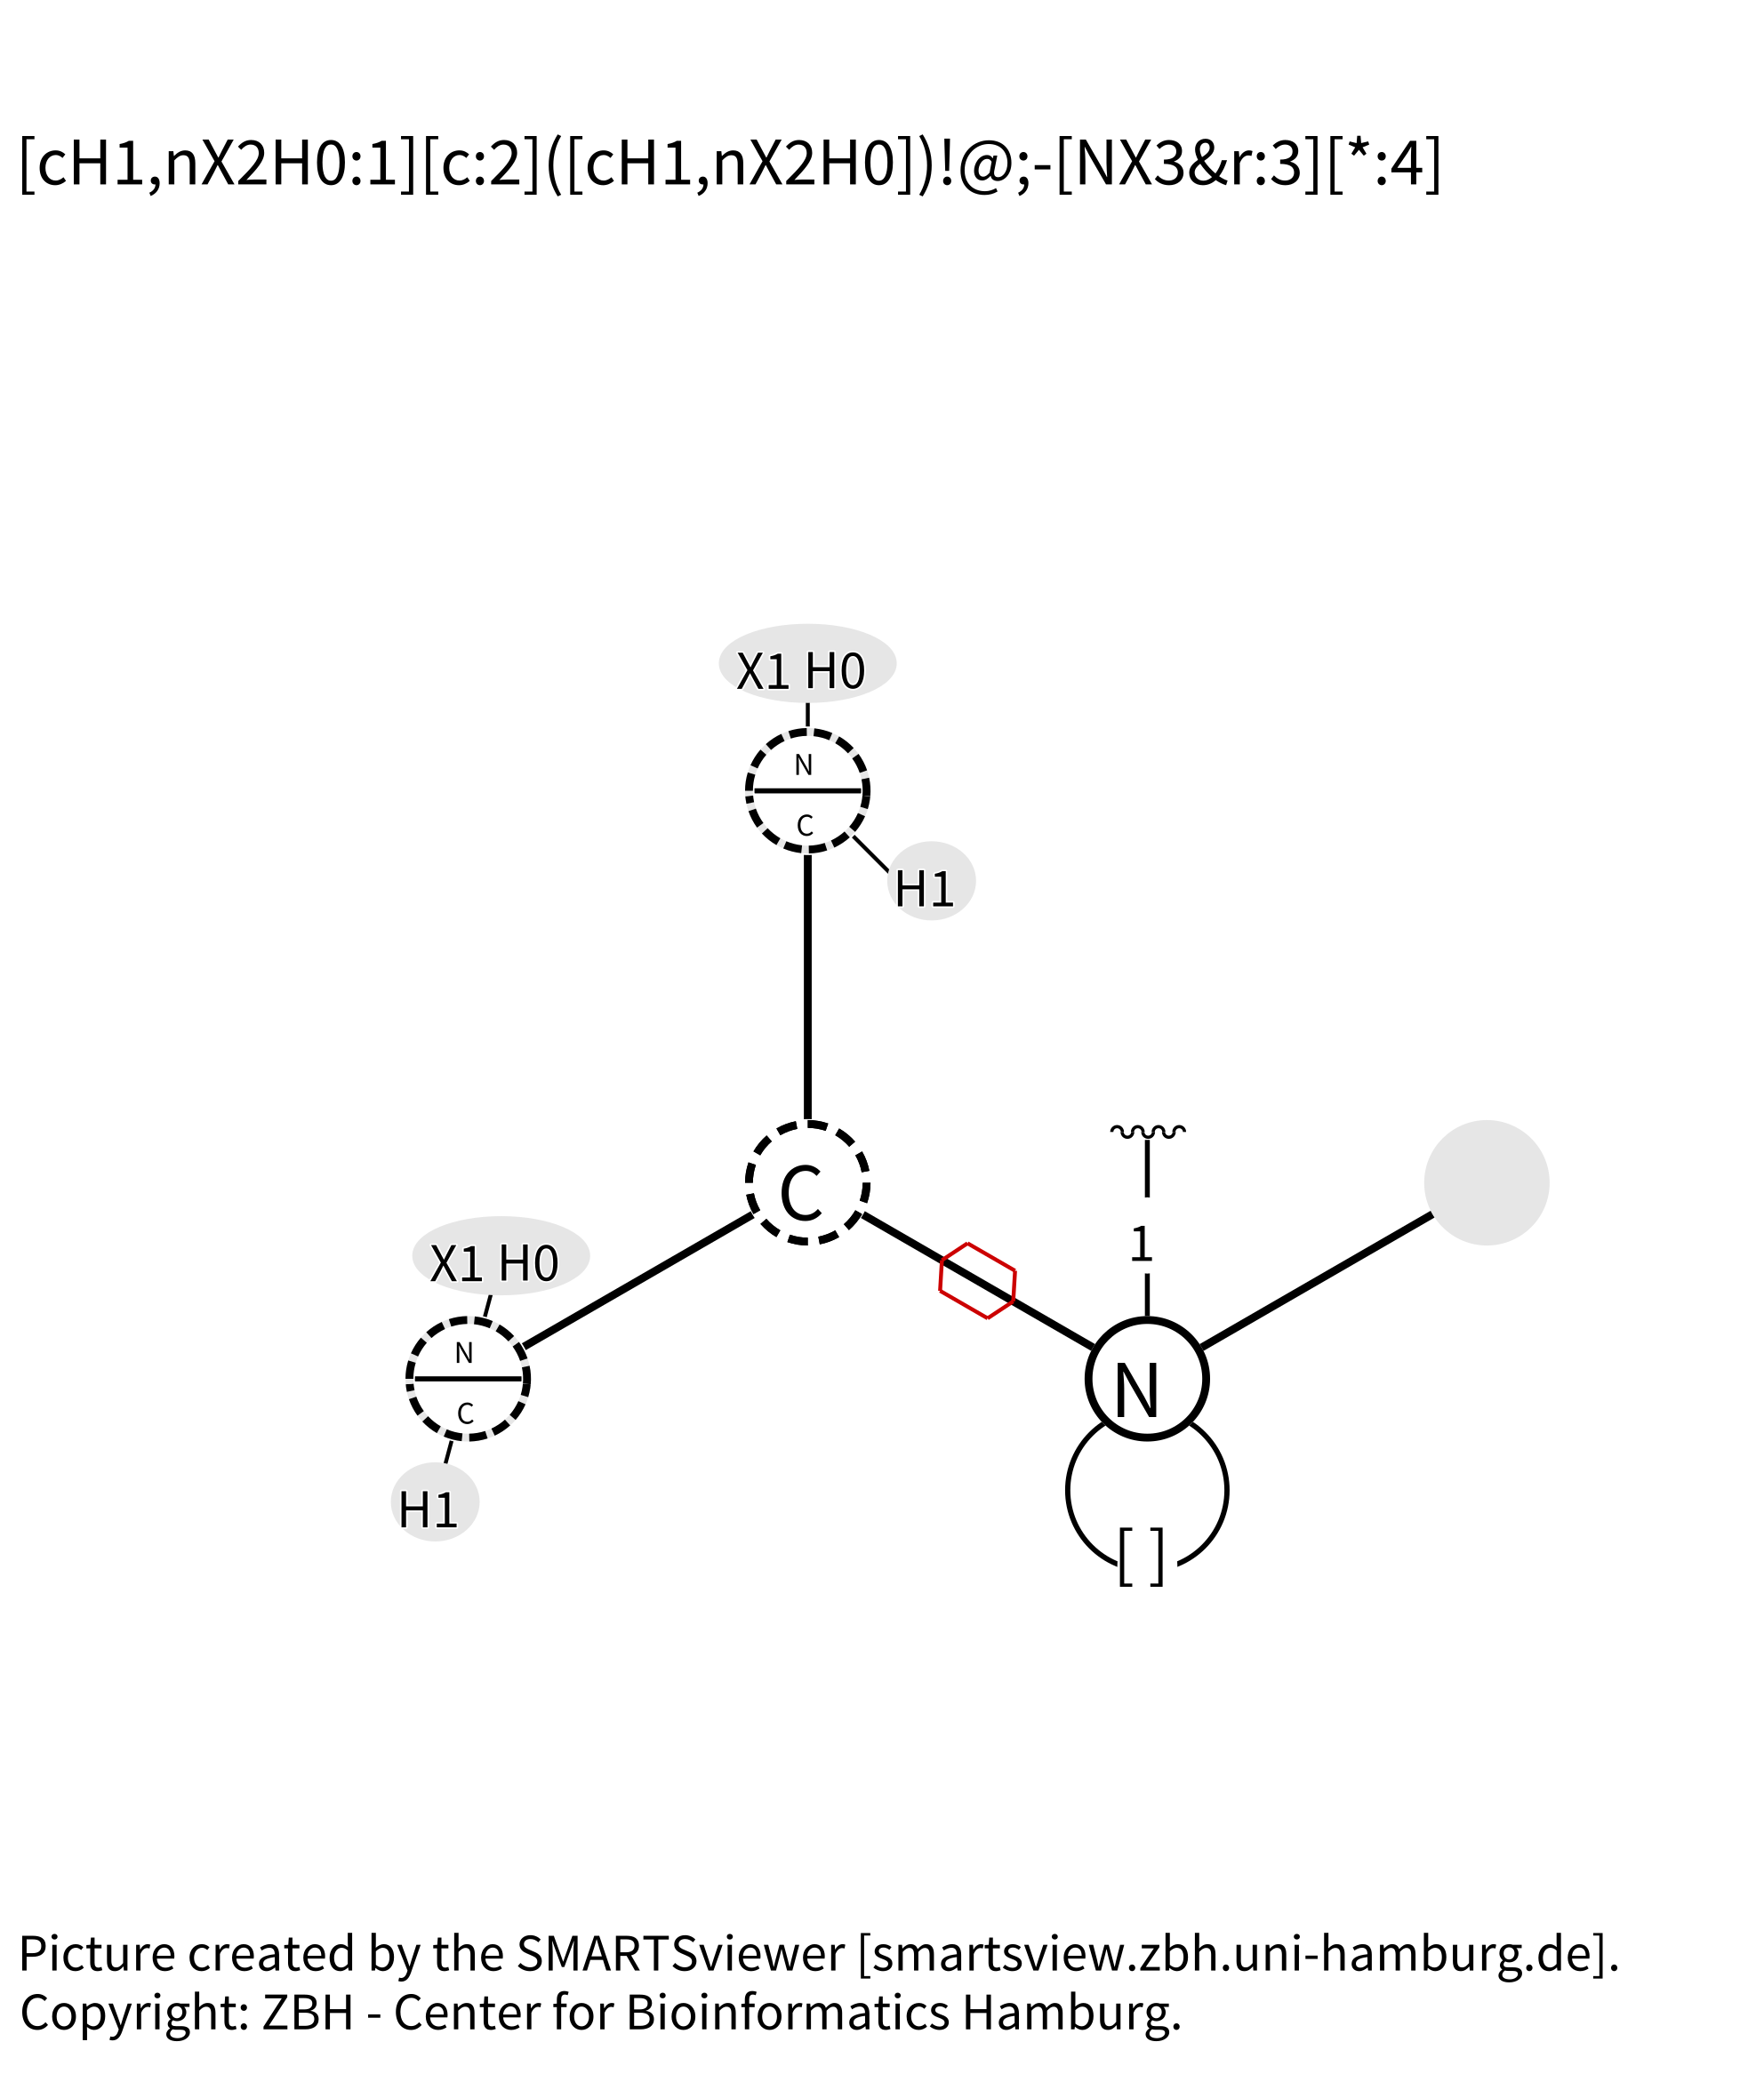 [cH1,nX2H0:1][c:2]([cH1,nX2H0])!@;-[NX3&r:3][*:4]
X1 H0
N
C
H1
C
1
X1 H0
N
C
N
H1
[ ]
Picture created by the SMARTSviewer [smartsview.zbh.uni-hamburg.de].
Copyright: ZBH - Center for Bioinformatics Hamburg.